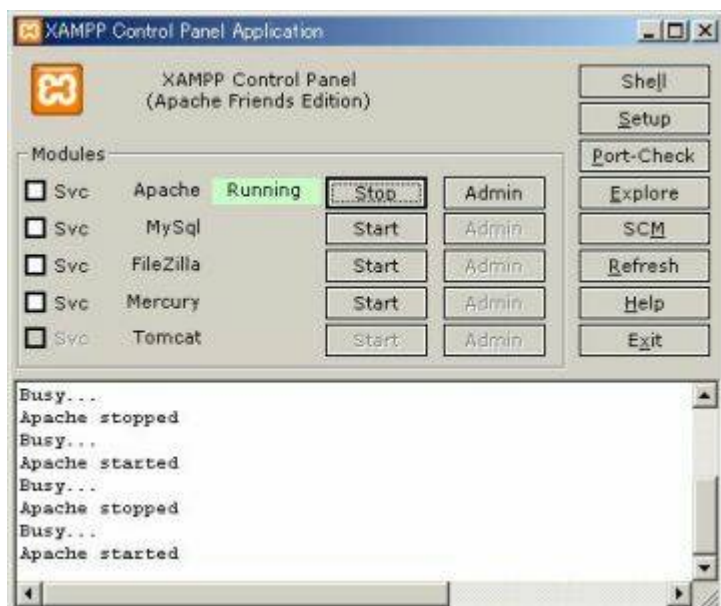 XAMPP Control Panel Application
XAMPP Control Panel
(Apache Friends Edition)
Shell
Setup
Port-Check
Explore
SCM
Refresh
Help
Exit
Modules
Svc Apache Running Stop Admin
Svc MySql Start Admin
Svc FileZilla Start Admin
Svc Mercury Start Admin
Svc Tomcat Start Admin
Busy...
Apache stopped
Busy...
Apache started
Busy...
Apache stopped
Busy...
Apache started